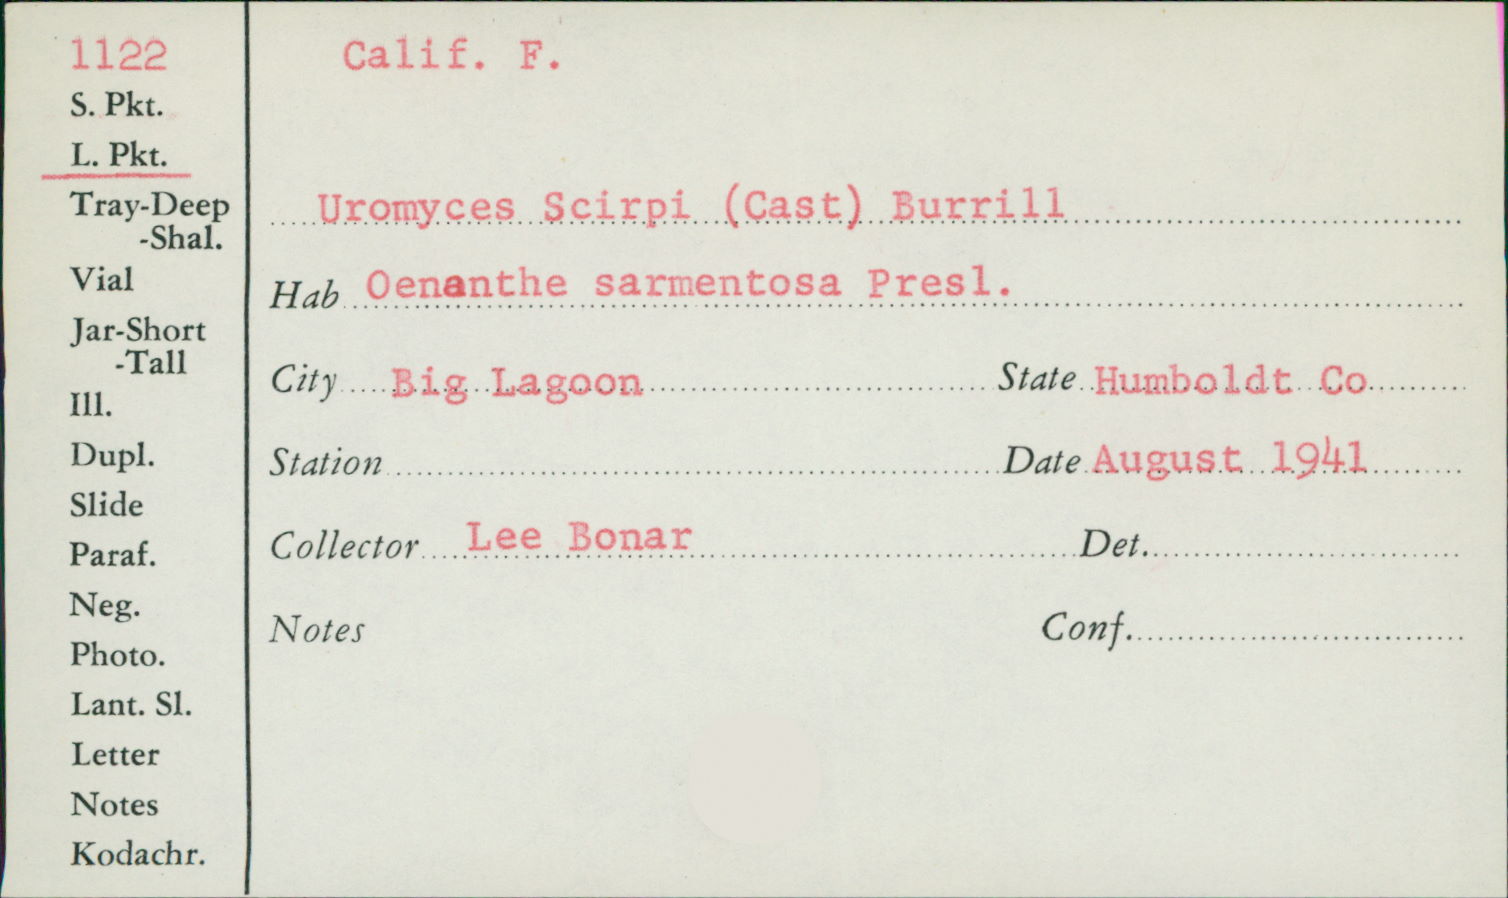 1122
S. Pkt.
L. Pkt.
Tray-Deep
-Shal.
Vial
Jar-Short
-Tall
Ill.
Dupl.
Slide
Paraf.
Neg.
Photo.
Lant. Sl.
Letter
Notes
Kodachr.
Calif. F.
Uromyces Scirpi (Cast) Burrill
Hab Oenanthe sarmentosa Presl.
City Big Lagoon State Humboldt Co
Station Date August 1941
Collector Lee Bonar Det.
Notes Conf.